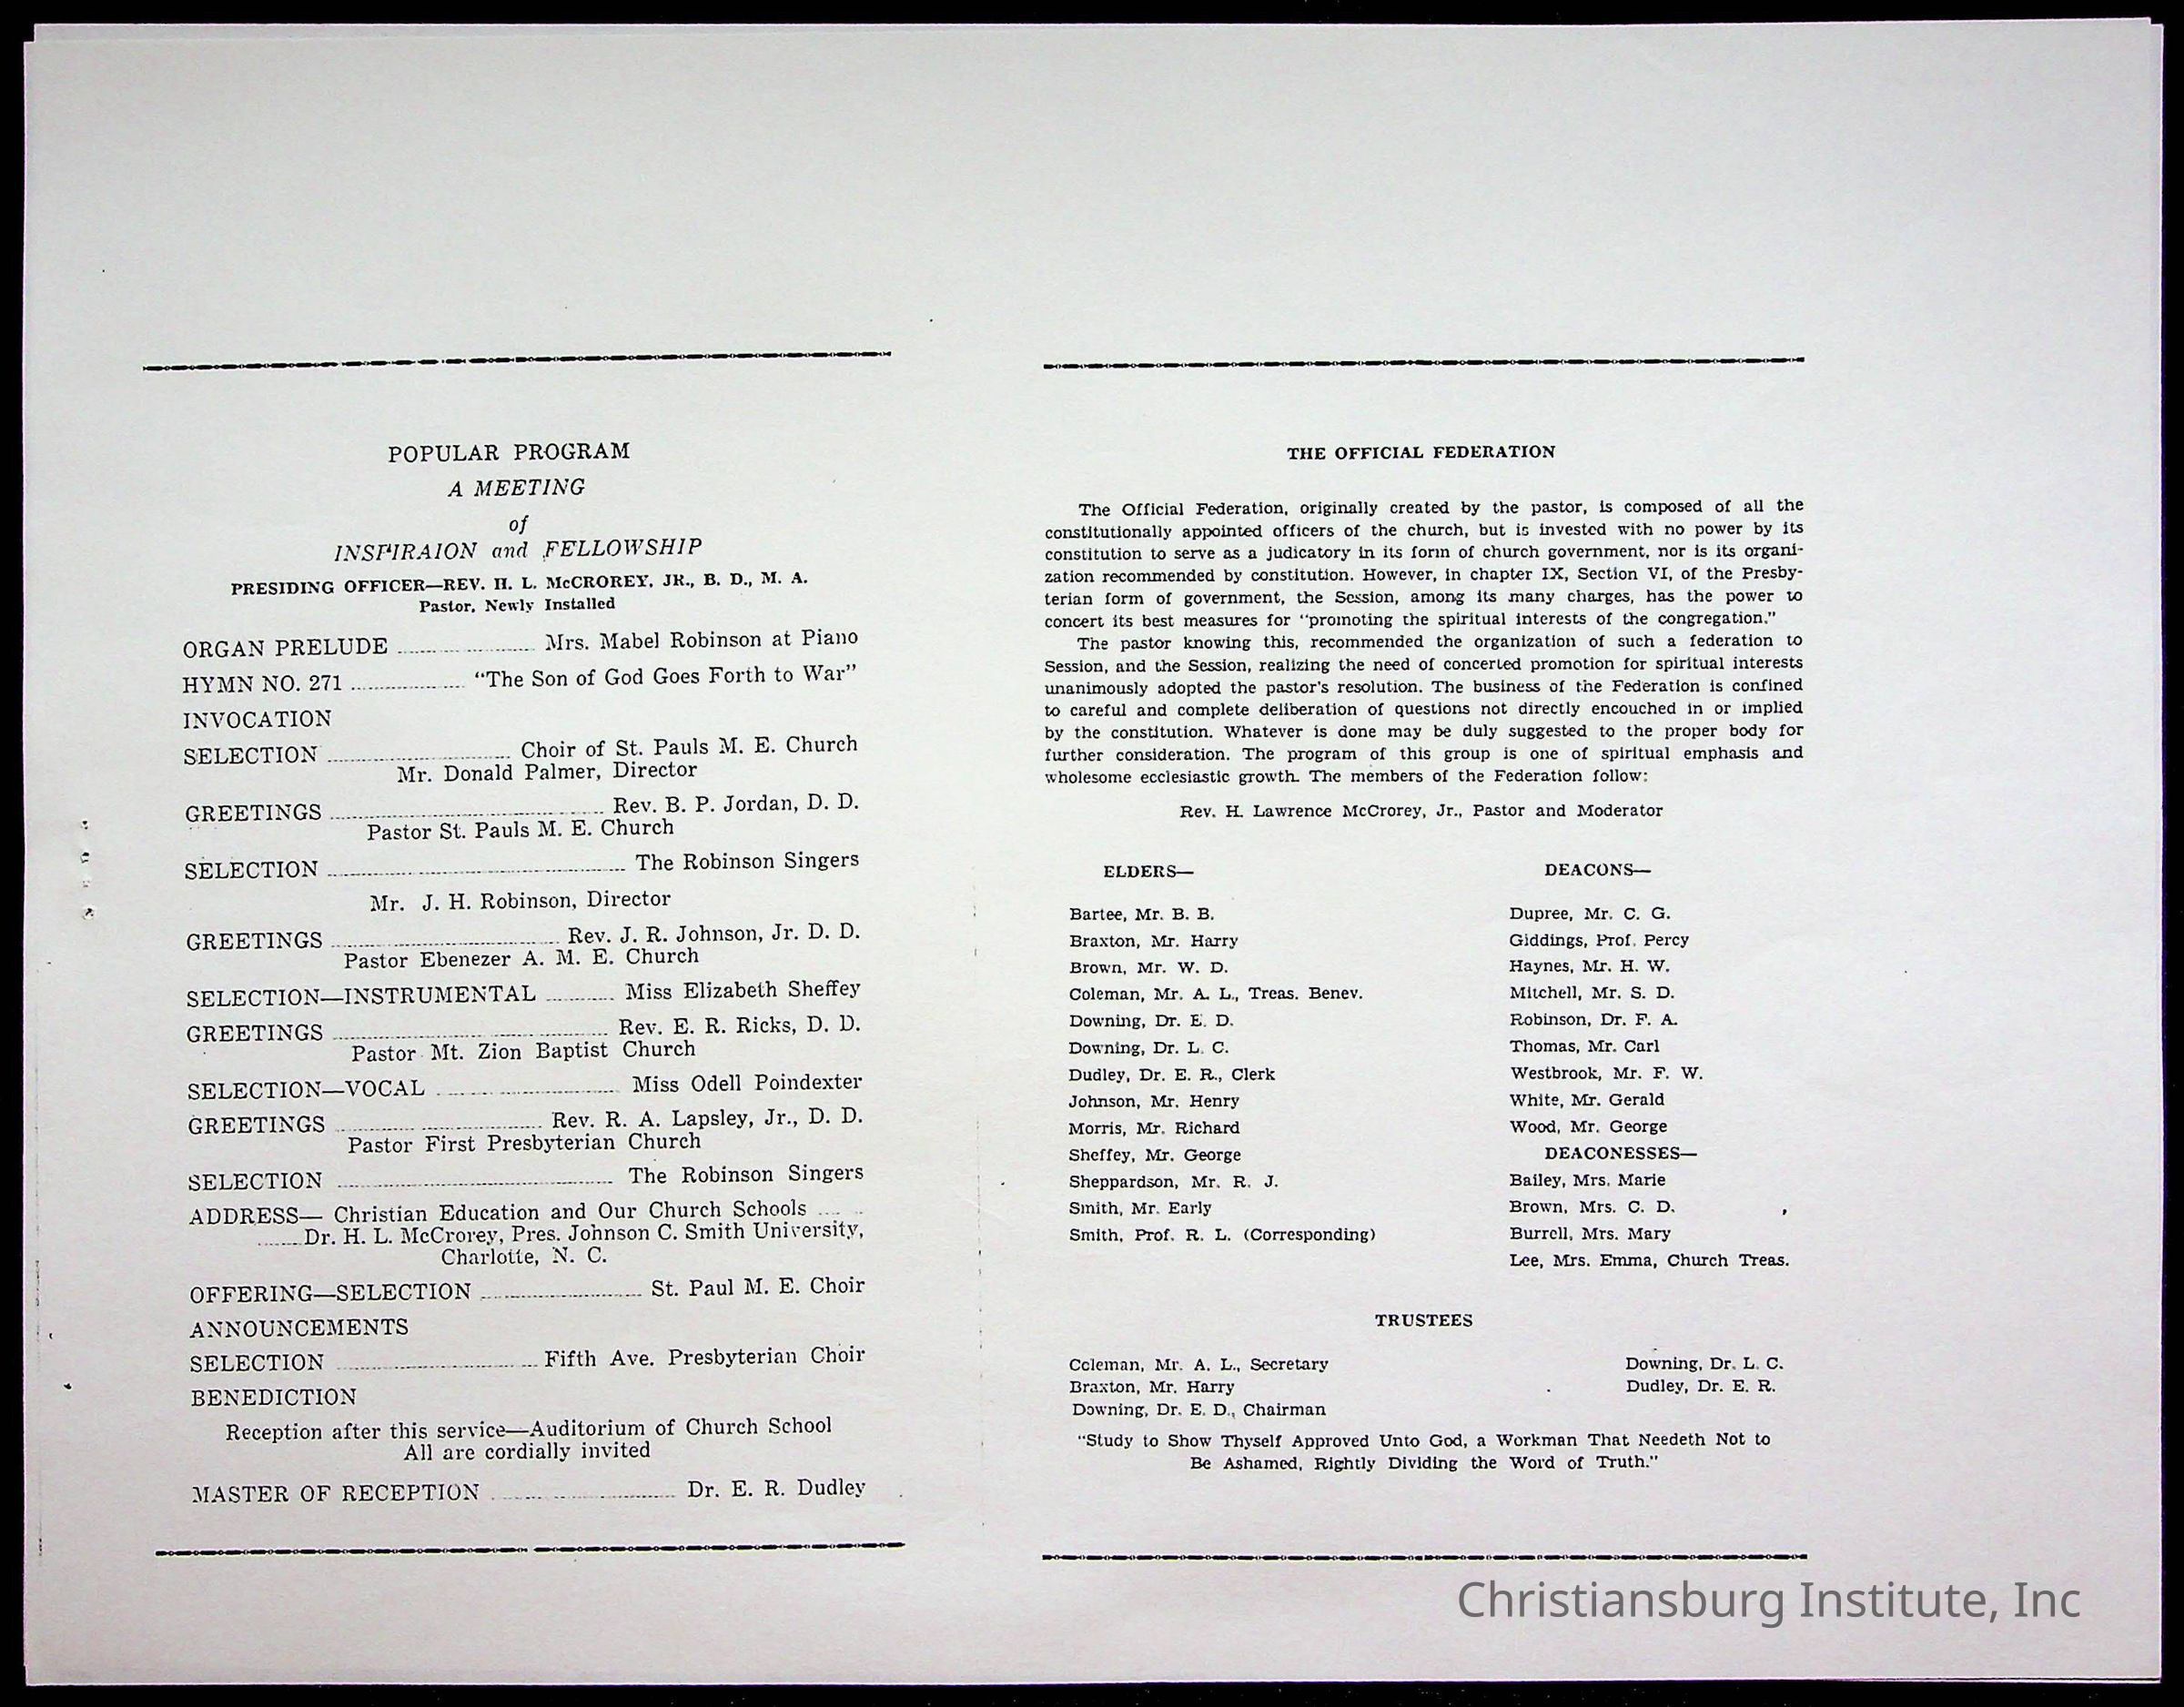 POPULAR PROGRAM
A MEETING
of
INSPIRAION and FELLOWSHIP
PRESIDING OFFICER—REV. H. L. McCROREY, JR., B. D., M. A.
Pastor, Newly Installed
ORGAN PRELUDE ........ Mrs. Mabel Robinson at Piano
HYMN NO. 271 ........ "The Son of God Goes Forth to War"
INVOCATION
SELECTION ........ Choir of St. Pauls M. E. Church
Mr. Donald Palmer, Director
GREETINGS ........ Rev. B. P. Jordan, D. D.
Pastor St. Pauls M. E. Church
SELECTION ........ The Robinson Singers
Mr. J. H. Robinson, Director
GREETINGS ........ Rev. J. R. Johnson, Jr. D. D.
Pastor Ebenezer A. M. E. Church
SELECTION—INSTRUMENTAL ........ Miss Elizabeth Sheffey
GREETINGS ........ Rev. E. R. Ricks, D. D.
Pastor Mt. Zion Baptist Church
SELECTION—VOCAL ........ Miss Odell Poindexter
GREETINGS ........ Rev. R. A. Lapsley, Jr., D. D.
Pastor First Presbyterian Church
SELECTION ........ The Robinson Singers
ADDRESS— Christian Education and Our Church Schools ........
........Dr. H. L. McCrorey, Pres. Johnson C. Smith University,
Charlotte, N. C.
OFFERING—SELECTION ........ St. Paul M. E. Choir
ANNOUNCEMENTS
SELECTION ........ Fifth Ave. Presbyterian Choir
BENEDICTION
Reception after this service—Auditorium of Church School
All are cordially invited
MASTER OF RECEPTION ........ Dr. E. R. Dudley
THE OFFICIAL FEDERATION
The Official Federation, originally created by the pastor, is composed of all the
constitutionally appointed officers of the church, but is invested with no power by its
constitution to serve as a judicatory in its form of church government, nor is its organi-
zation recommended by constitution. However, in chapter IX, Section VI, of the Presby-
terian form of government, the Session, among its many charges, has the power to
concert its best measures for "promoting the spiritual interests of the congregation."
The pastor knowing this, recommended the organization of such a federation to
Session, and the Session, realizing the need of concerted promotion for spiritual interests
unanimously adopted the pastor's resolution. The business of the Federation is confined
to careful and complete deliberation of questions not directly encouched in or implied
by the constitution. Whatever is done may be duly suggested to the proper body for
further consideration. The program of this group is one of spiritual emphasis and
wholesome ecclesiastic growth. The members of the Federation follow:
Rev. H. Lawrence McCrorey, Jr., Pastor and Moderator
ELDERS—
Bartee, Mr. B. B.
Braxton, Mr. Harry
Brown, Mr. W. D.
Coleman, Mr. A. L., Treas. Benev.
Downing, Dr. E. D.
Downing, Dr. L. C.
Dudley, Dr. E. R., Clerk
Johnson, Mr. Henry
Morris, Mr. Richard
Sheffey, Mr. George
Sheppardson, Mr. R. J.
Smith, Mr. Early
Smith, Prof. R. L. (Corresponding)
DEACONS—
Dupree, Mr. C. G.
Giddings, Prof. Percy
Haynes, Mr. H. W.
Mitchell, Mr. S. D.
Robinson, Dr. F. A.
Thomas, Mr. Carl
Westbrook, Mr. F. W.
White, Mr. Gerald
Wood, Mr. George
DEACONESSES—
Bailey, Mrs. Marie
Brown, Mrs. C. D.
Burrell, Mrs. Mary
Lee, Mrs. Emma, Church Treas.
TRUSTEES
Coleman, Mr. A. L., Secretary
Braxton, Mr. Harry
Downing, Dr. E. D., Chairman
Downing, Dr. L. C.
Dudley, Dr. E. R.
"Study to Show Thyself Approved Unto God, a Workman That Needeth Not to
Be Ashamed, Rightly Dividing the Word of Truth."
Christiansburg Institute, Inc